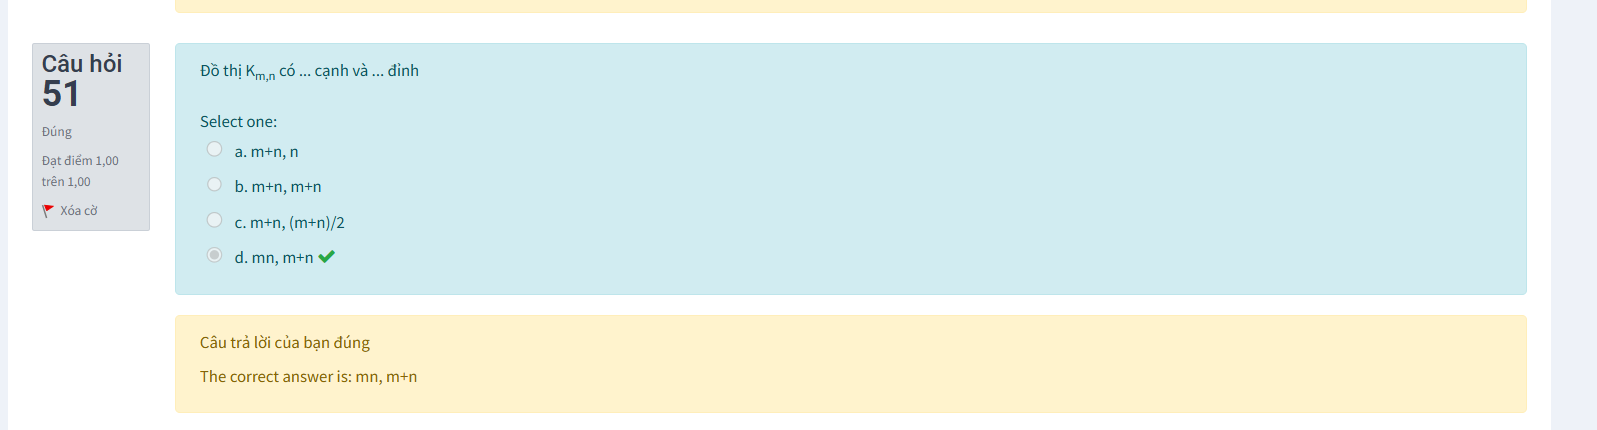 Câu hỏi
51
Đúng
Đạt điểm 1,00
trên 1,00
Xóa cờ
Đồ thị Km,n có ... cạnh và ... đỉnh
Select one:
a. m+n, n
b. m+n, m+n
c. m+n, (m+n)/2
d. mn, m+n
Câu trả lời của bạn đúng
The correct answer is: mn, m+n